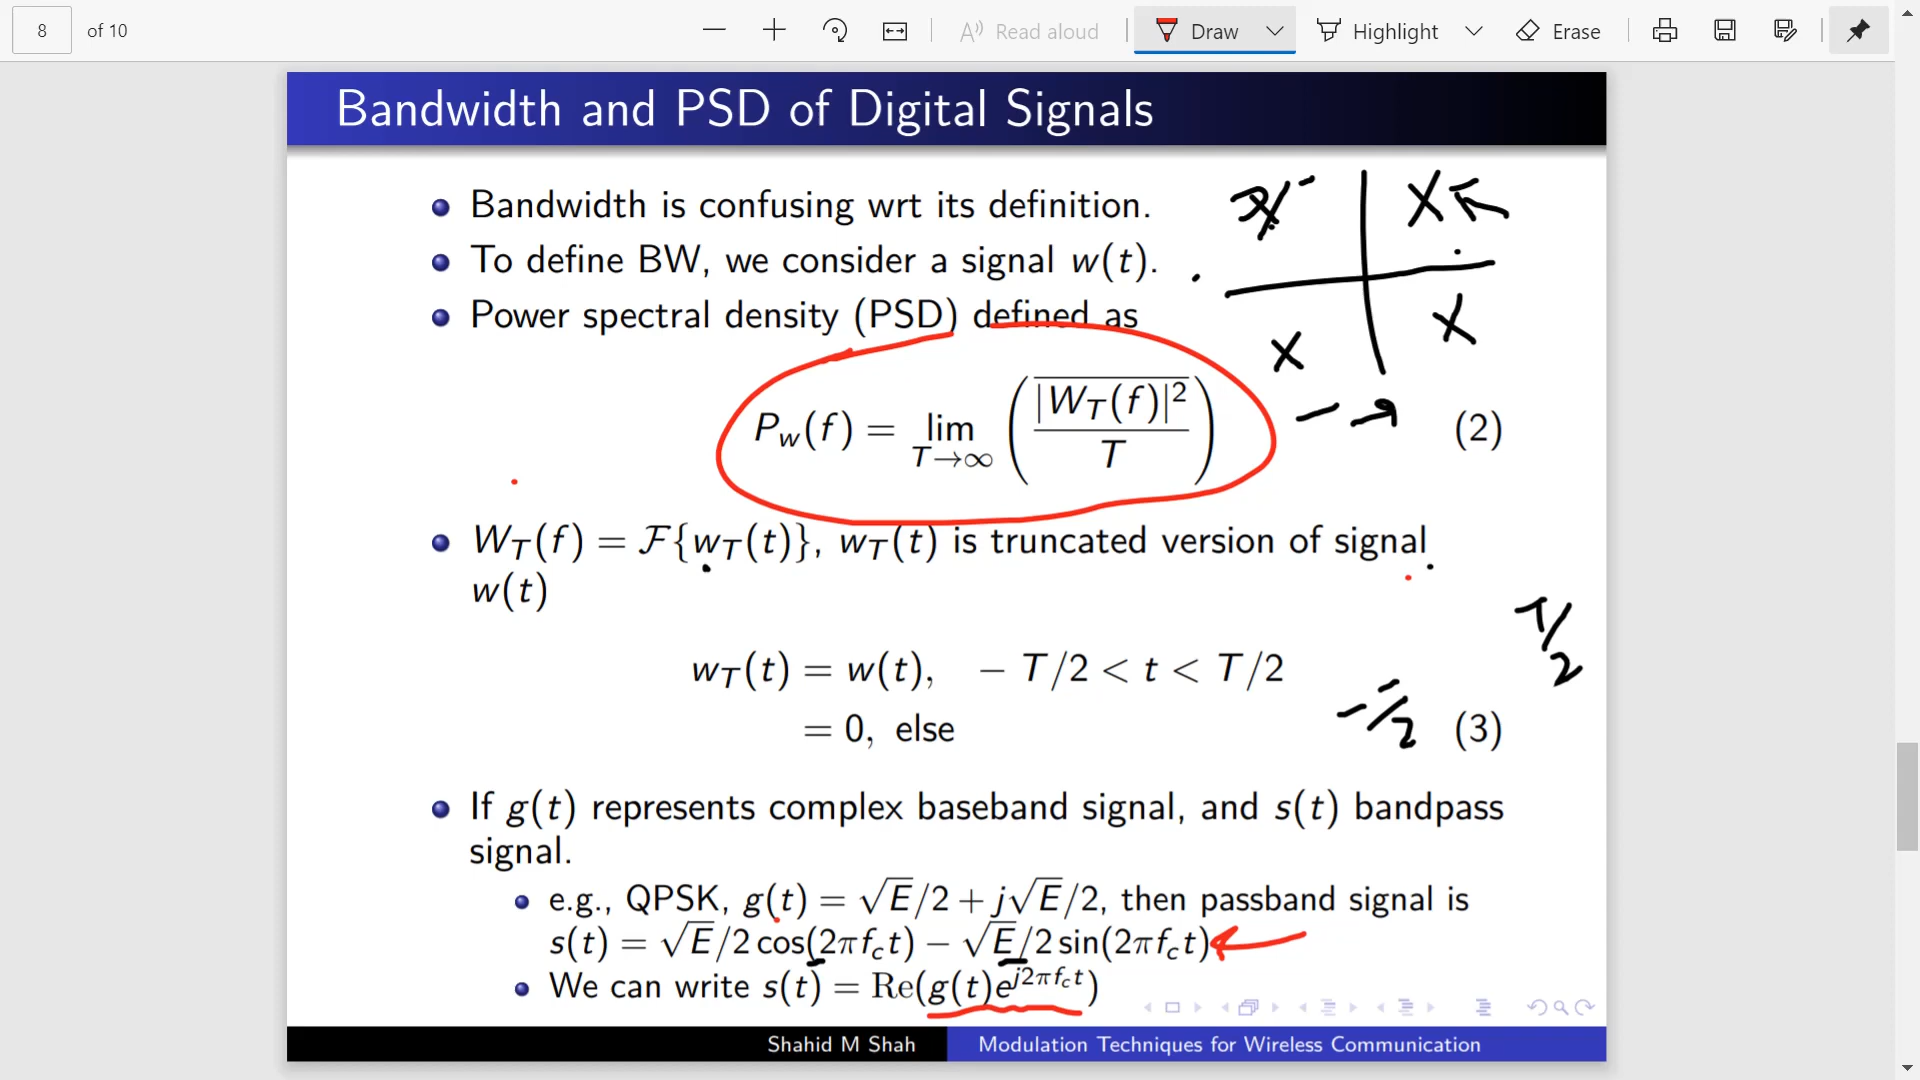 8 of 10 Read aloud Draw Highlight Erase
Bandwidth and PSD of Digital Signals
Bandwidth is confusing wrt its definition.
To define BW, we consider a signal w(t).
Power spectral density (PSD) defined as
P_w(f) = lim_{T→∞} ( \overline{|W_T(f)|^2} / T ) (2)
W_T(f) = ℱ{w_T(t)}, w_T(t) is truncated version of signal
w(t)
T/2
w_T(t) = w(t), − T/2 < t < T/2
= 0, else (3)
If g(t) represents complex baseband signal, and s(t) bandpass
signal.
e.g., QPSK, g(t) = √E/2 + j√E/2, then passband signal is
s(t) = √E/2 cos(2πf_c t) − √E/2 sin(2πf_c t)
We can write s(t) = Re(g(t)e^{j2πf_c t})
Shahid M Shah Modulation Techniques for Wireless Communication